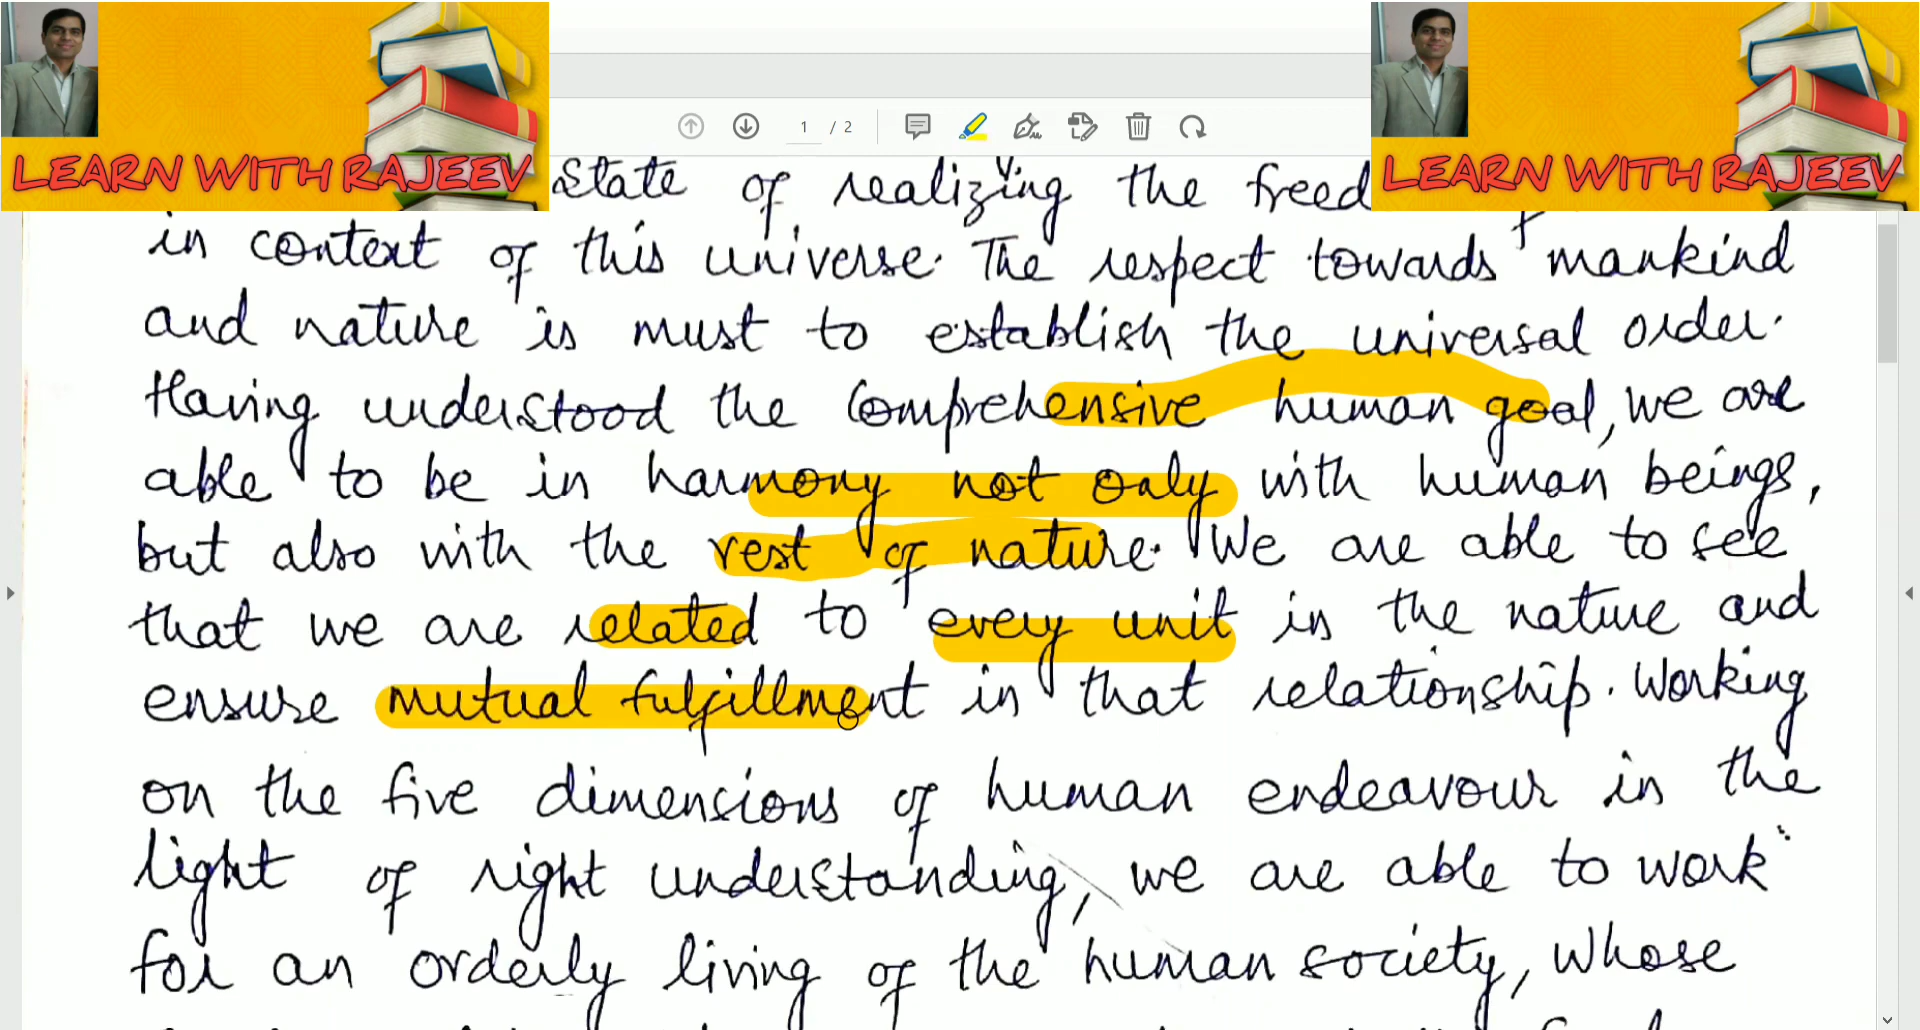 LEARN WITH RAJEEV
LEARN WITH RAJEEV
1 / 2
State of realizing the freed
in context of this universe. The respect towards mankind
and nature is must to establish the universal order.
Having understood the Comprehensive human goal, we are
able to be in harmony not only with human beings,
but also with the rest of nature. We are able to see
that we are related to every unit in the nature and
ensure mutual fulfillment in that relationship. Working
on the five dimensions of human endeavour in the
light of right understanding, we are able to work
for an orderly living of the human society, whose